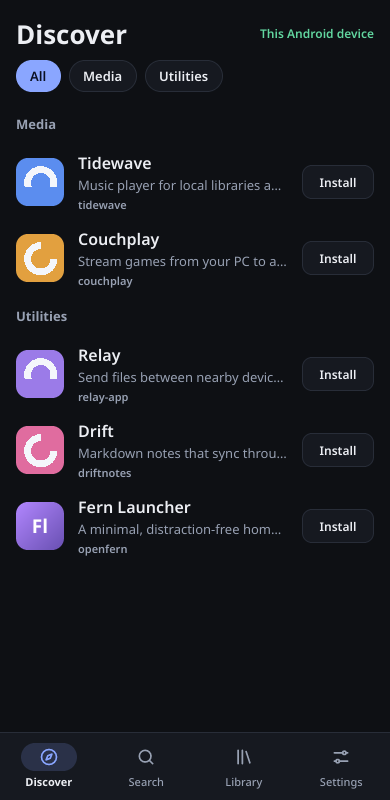 Discover
This Android device
All
Media
Utilities
Media
Tidewave
Music player for local libraries a...
tidewave
Install
Couchplay
Stream games from your PC to a...
couchplay
Install
Utilities
Relay
Send files between nearby devic...
relay-app
Install
Drift
Markdown notes that sync throu...
driftnotes
Install
Fl
Fern Launcher
A minimal, distraction-free hom...
openfern
Install
Discover
Search
Library
Settings